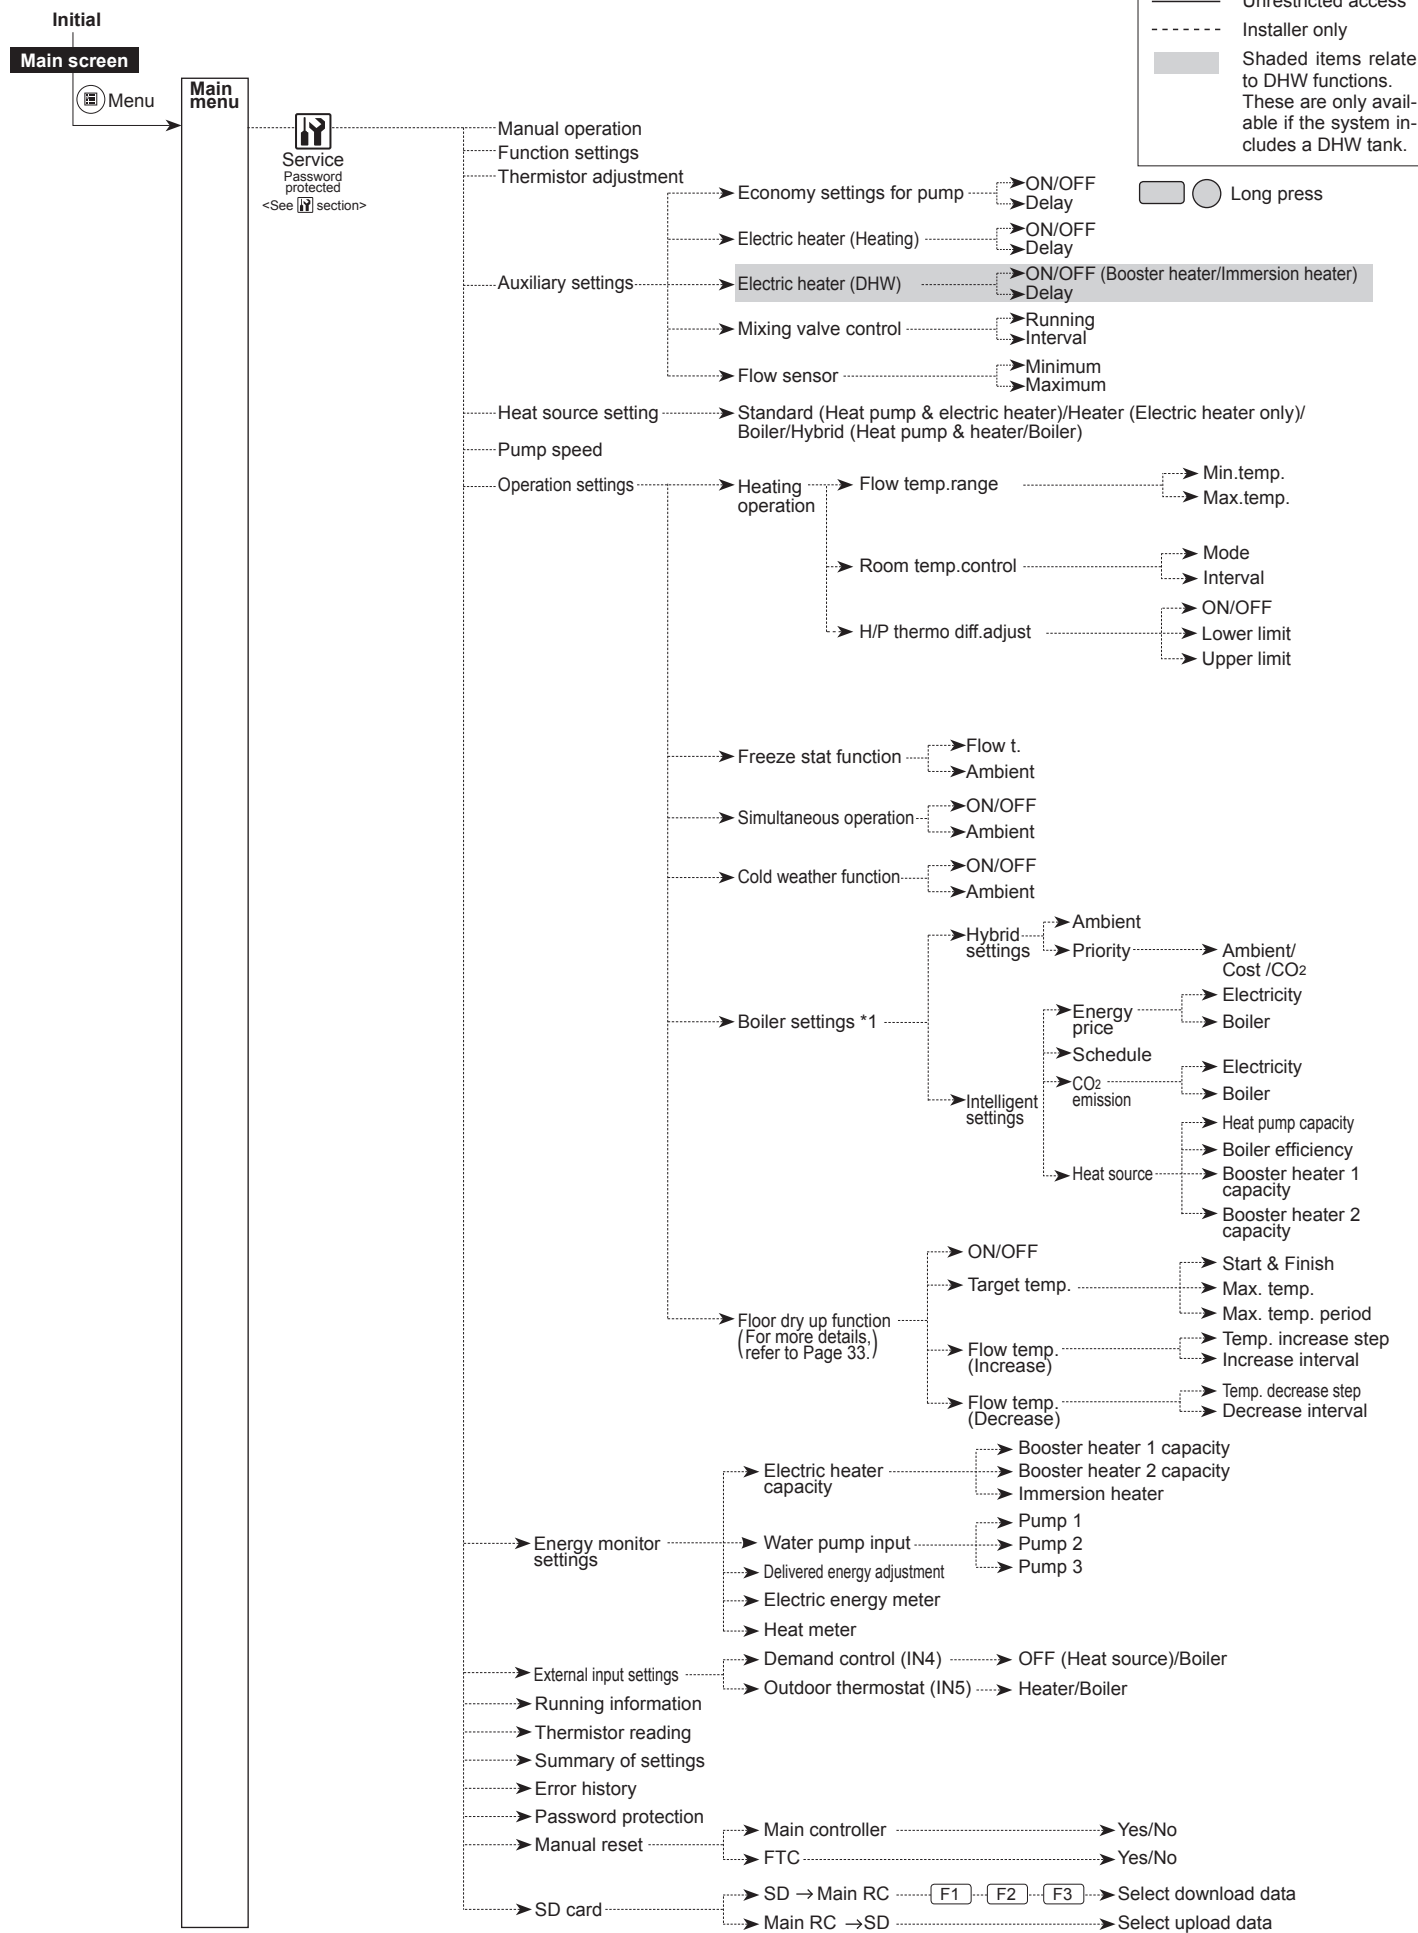 Initial
Main screen
Menu
Main
menu
Service
Password
protected
<See section>
Unrestricted access
Installer only
Shaded items relate
to DHW functions.
These are only avail-
able if the system in-
cludes a DHW tank.
Long press
Manual operation
Function settings
Thermistor adjustment
Auxiliary settings
Economy settings for pump
ON/OFF
Delay
Electric heater (Heating)
ON/OFF
Delay
Electric heater (DHW)
ON/OFF (Booster heater/Immersion heater)
Delay
Mixing valve control
Running
Interval
Flow sensor
Minimum
Maximum
Heat source setting
Standard (Heat pump & electric heater)/Heater (Electric heater only)/
Boiler/Hybrid (Heat pump & heater/Boiler)
Pump speed
Operation settings
Heating
operation
Flow temp.range
Min.temp.
Max.temp.
Room temp.control
Mode
Interval
H/P thermo diff.adjust
ON/OFF
Lower limit
Upper limit
Freeze stat function
Flow t.
Ambient
Simultaneous operation
ON/OFF
Ambient
Cold weather function
ON/OFF
Ambient
Boiler settings *1
Hybrid
settings
Ambient
Priority
Ambient/
Cost /CO2
Intelligent
settings
Energy
price
Electricity
Boiler
Schedule
CO2
emission
Electricity
Boiler
Heat source
Heat pump capacity
Boiler efficiency
Booster heater 1
capacity
Booster heater 2
capacity
Floor dry up function
(For more details,
refer to Page 33.)
ON/OFF
Target temp.
Start & Finish
Max. temp.
Max. temp. period
Flow temp.
(Increase)
Temp. increase step
Increase interval
Flow temp.
(Decrease)
Temp. decrease step
Decrease interval
Energy monitor
settings
Electric heater
capacity
Booster heater 1 capacity
Booster heater 2 capacity
Immersion heater
Water pump input
Pump 1
Pump 2
Pump 3
Delivered energy adjustment
Electric energy meter
Heat meter
External input settings
Demand control (IN4)
OFF (Heat source)/Boiler
Outdoor thermostat (IN5)
Heater/Boiler
Running information
Thermistor reading
Summary of settings
Error history
Password protection
Manual reset
Main controller
Yes/No
FTC
Yes/No
SD card
SD → Main RC
F1
F2
F3
Select download data
Main RC → SD
Select upload data